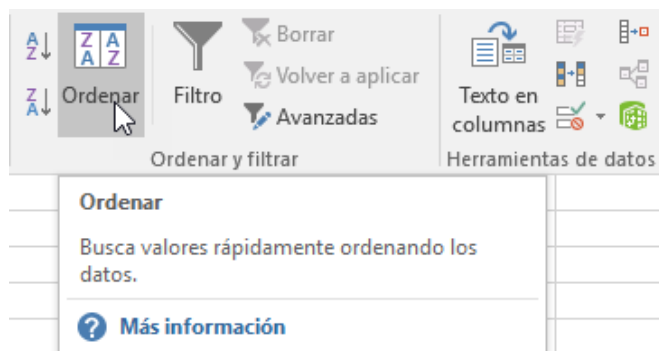 Ordenar
Filtro
Borrar
Volver a aplicar
Avanzadas
Ordenar y filtrar
Texto en
columnas
Herramientas de datos
Ordenar
Busca valores rápidamente ordenando los
datos.
Más información